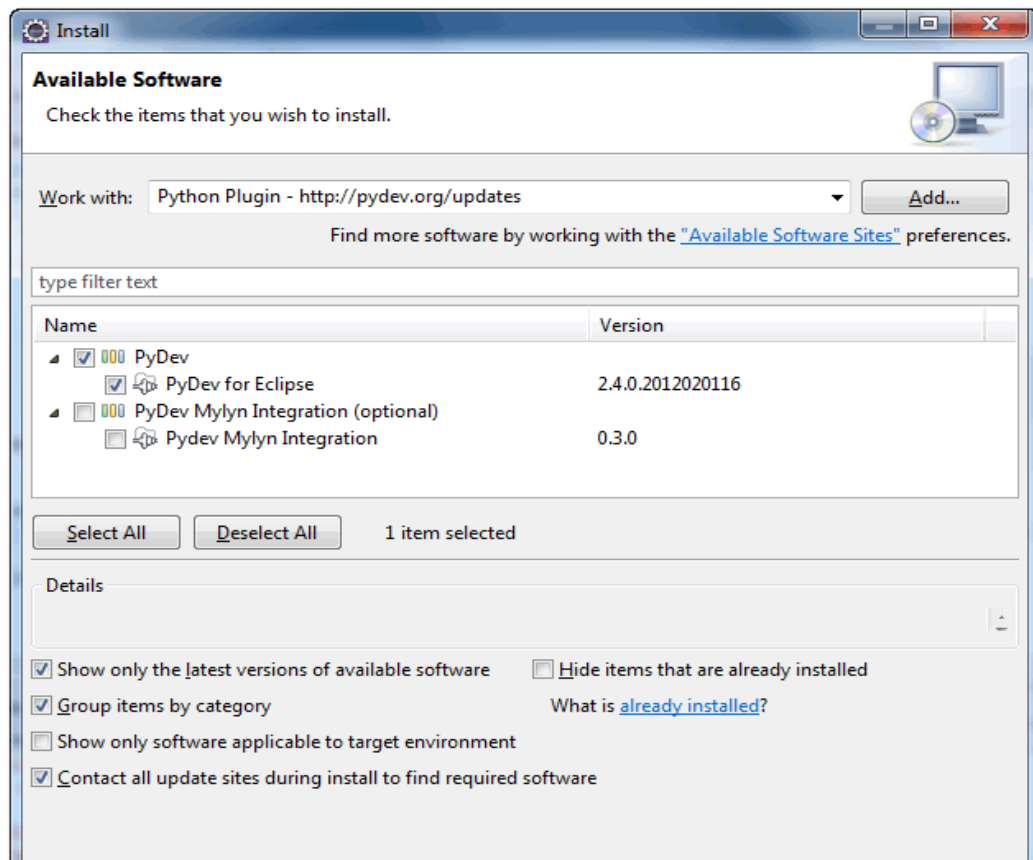 Install
Available Software
Check the items that you wish to install.
Work with: Python Plugin - http://pydev.org/updates Add...
Find more software by working with the "Available Software Sites" preferences.
type filter text
Name Version
PyDev
PyDev for Eclipse 2.4.0.2012020116
PyDev Mylyn Integration (optional)
Pydev Mylyn Integration 0.3.0
Select All Deselect All 1 item selected
Details
Show only the latest versions of available software Hide items that are already installed
Group items by category What is already installed?
Show only software applicable to target environment
Contact all update sites during install to find required software